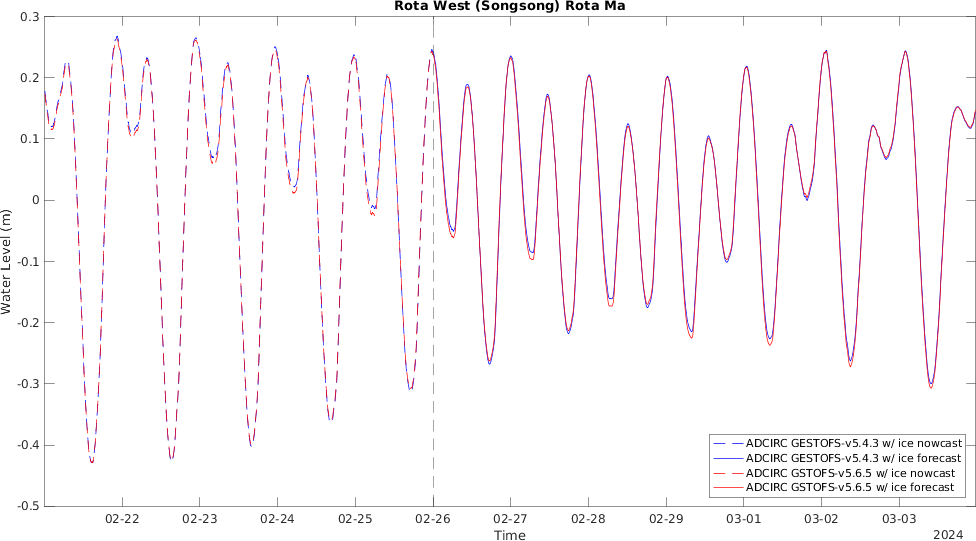 Rota West (Songsong) Rota Ma
0.3
0.2
0.1
0
-0.1
-0.2
-0.3
-0.4
-0.5
Water Level (m)
ADCIRC GESTOFS-v5.4.3 w/ ice nowcast
ADCIRC GESTOFS-v5.4.3 w/ ice forecast
ADCIRC GSTOFS-v5.6.5 w/ ice nowcast
ADCIRC GSTOFS-v5.6.5 w/ ice forecast
02-22 02-23 02-24 02-25 02-26 02-27 02-28 02-29 03-01 03-02 03-03
Time
2024